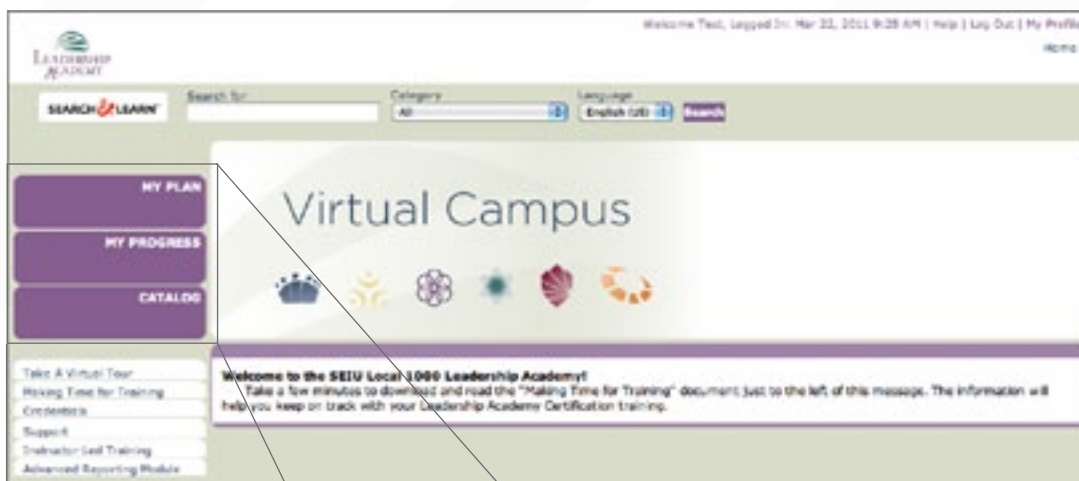 Welcome Test, Logged In: Mar 22, 2011 9:28 AM | Help | Log Out | My Profile
Home
LEADERSHIP
ACADEMY
SEARCH & LEARN
Search for
Category
Language
All
English (US)
Search
MY PLAN
MY PROGRESS
CATALOG
Virtual Campus
Take A Virtual Tour
Making Time for Training
Credentials
Support
Instructor Led Training
Advanced Reporting Module
Welcome to the SEIU Local 1000 Leadership Academy!
Take a few minutes to download and read the "Making Time for Training" document just to the left of this message. The information will
help you keep on track with your Leadership Academy Certification training.